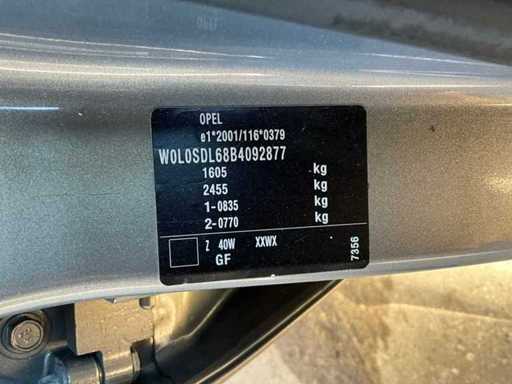 OPEL
e1*2001/116*0379
W0L0SDL68B4092877
1605 kg
2455 kg
1-0835 kg
2-0770 kg
Z 40W XXWX
GF
7356